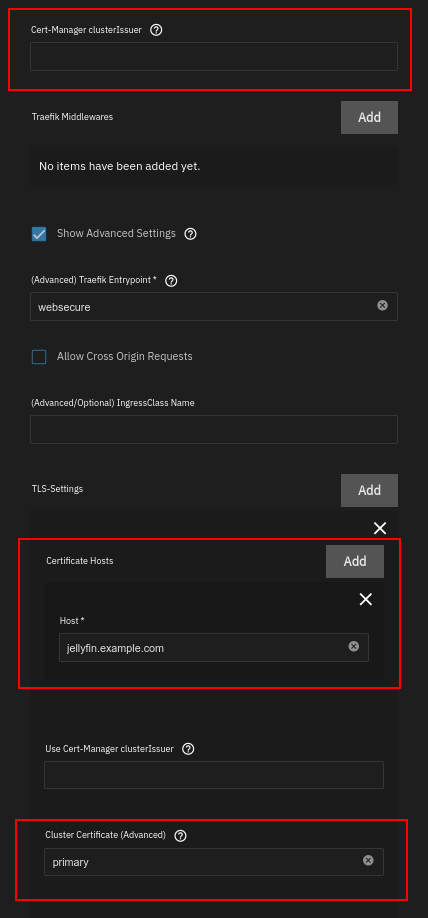 Cert-Manager clusterIssuer
Traefik Middlewares
Add
No items have been added yet.
Show Advanced Settings
(Advanced) Traefik Entrypoint *
websecure
Allow Cross Origin Requests
(Advanced/Optional) IngressClass Name
TLS-Settings
Add
Certificate Hosts
Add
Host *
jellyfin.example.com
Use Cert-Manager clusterIssuer
Cluster Certificate (Advanced)
primary